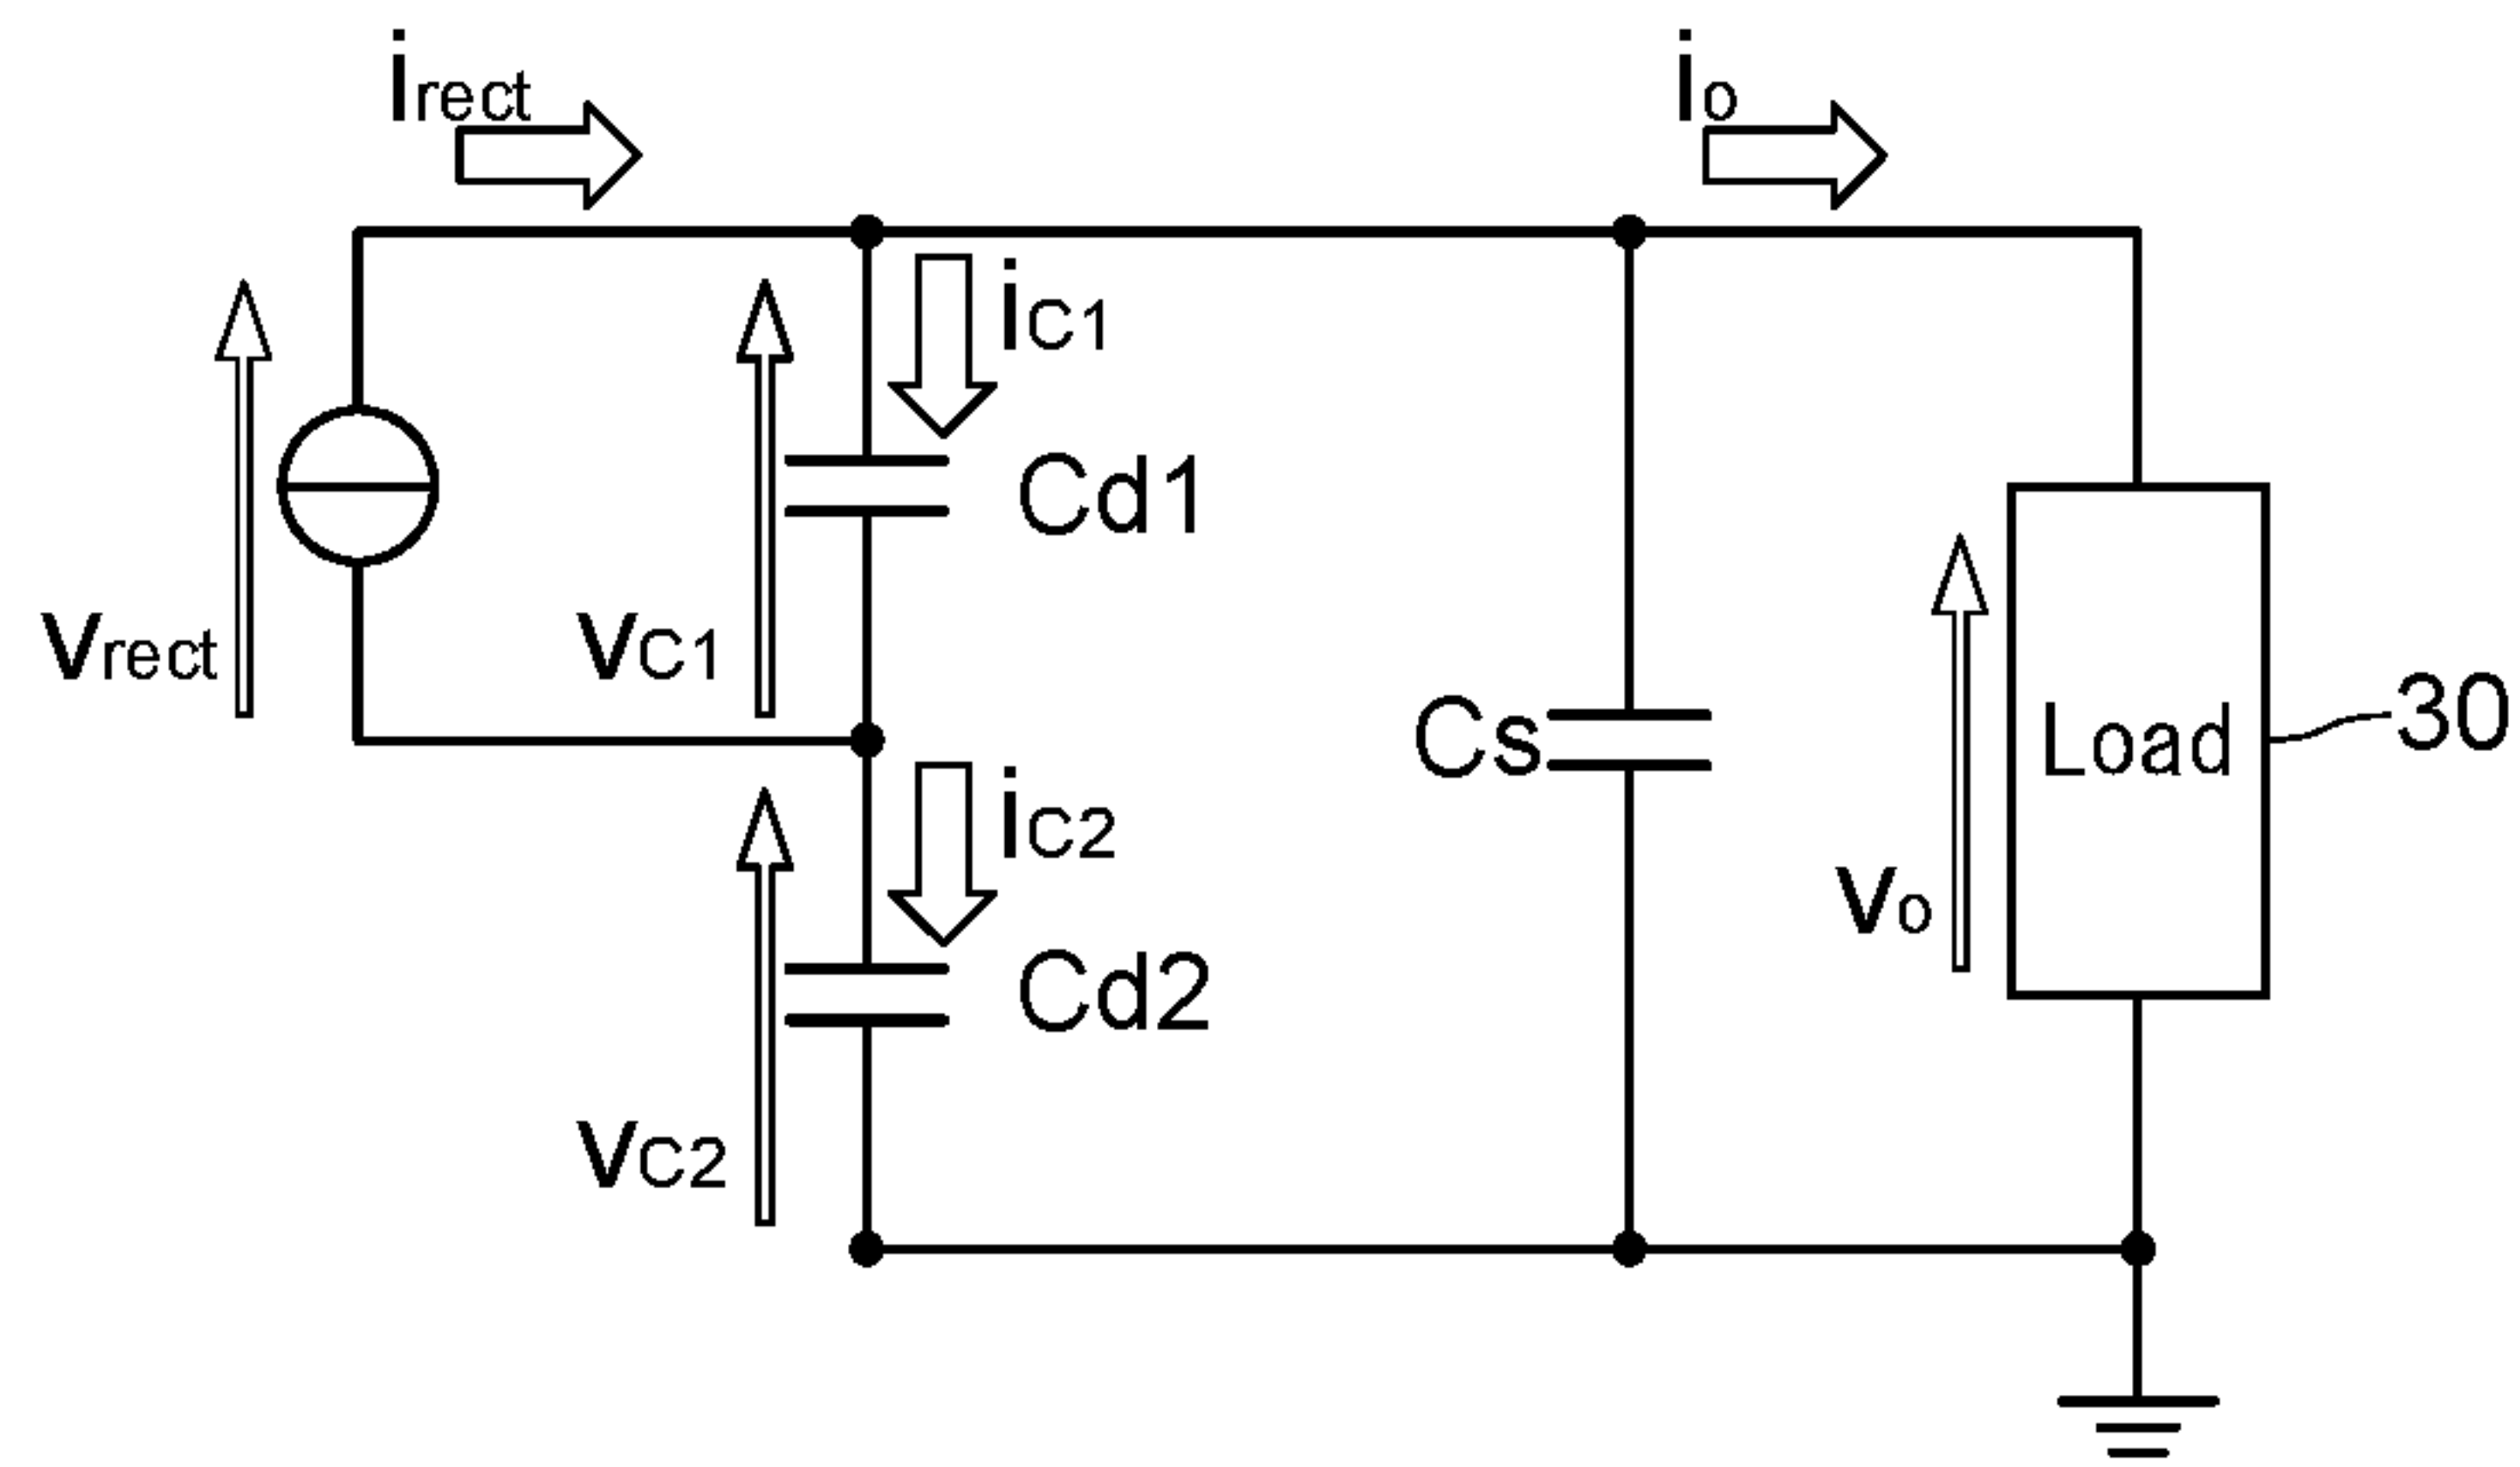 irect
io
iC1
Cd1
vrect
vC1
Cs
Load
30
iC2
vo
Cd2
vC2